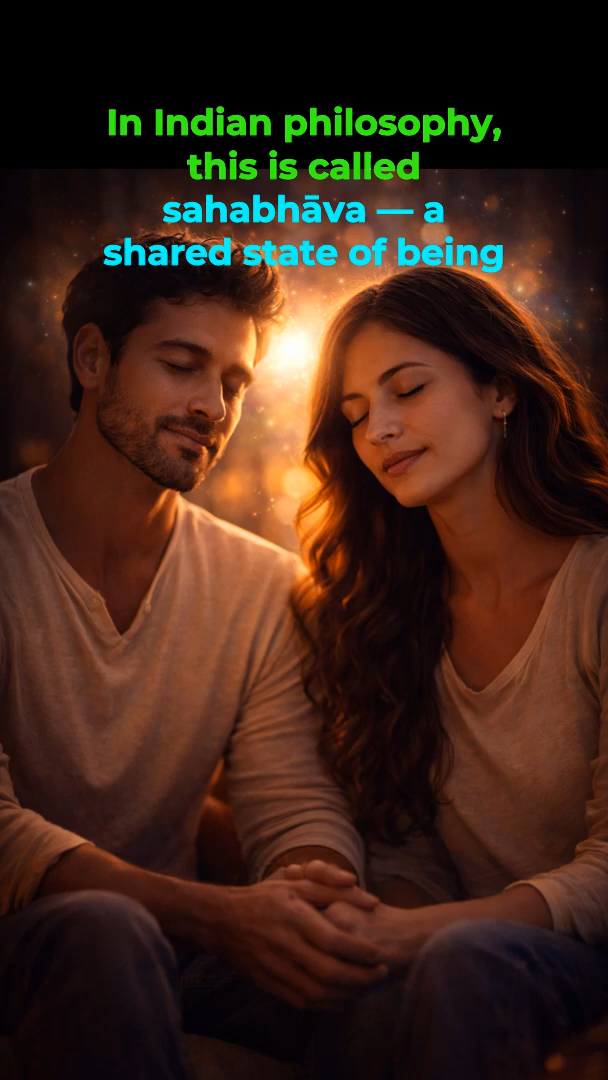 In Indian philosophy,
this is called
sahabhāva — a
shared state of being